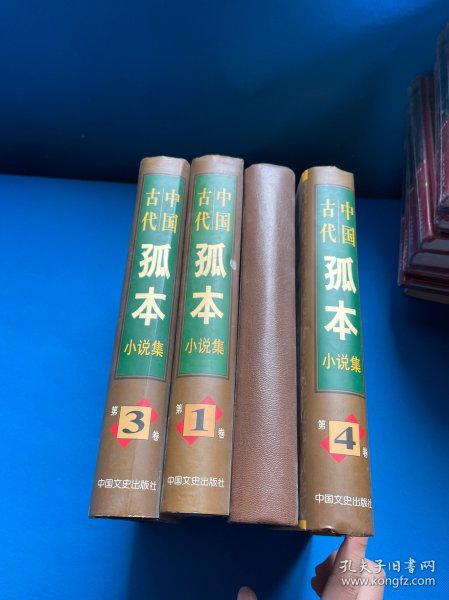 中国
古代
孤本
小说集
第3卷
中国文史出版社
中国
古代
孤本
小说集
第1卷
中国文史出版社
中国
古代
孤本
小说集
第4卷
中国文史出版社
孔夫子旧书网
www.kongfz.com